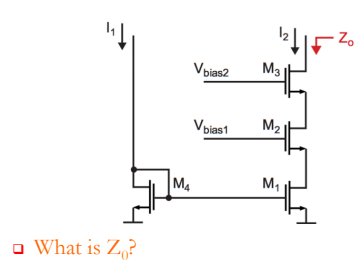 I1 I2 Zo
Vbias2 M3
Vbias1 M2
M4 M1
What is Z0?